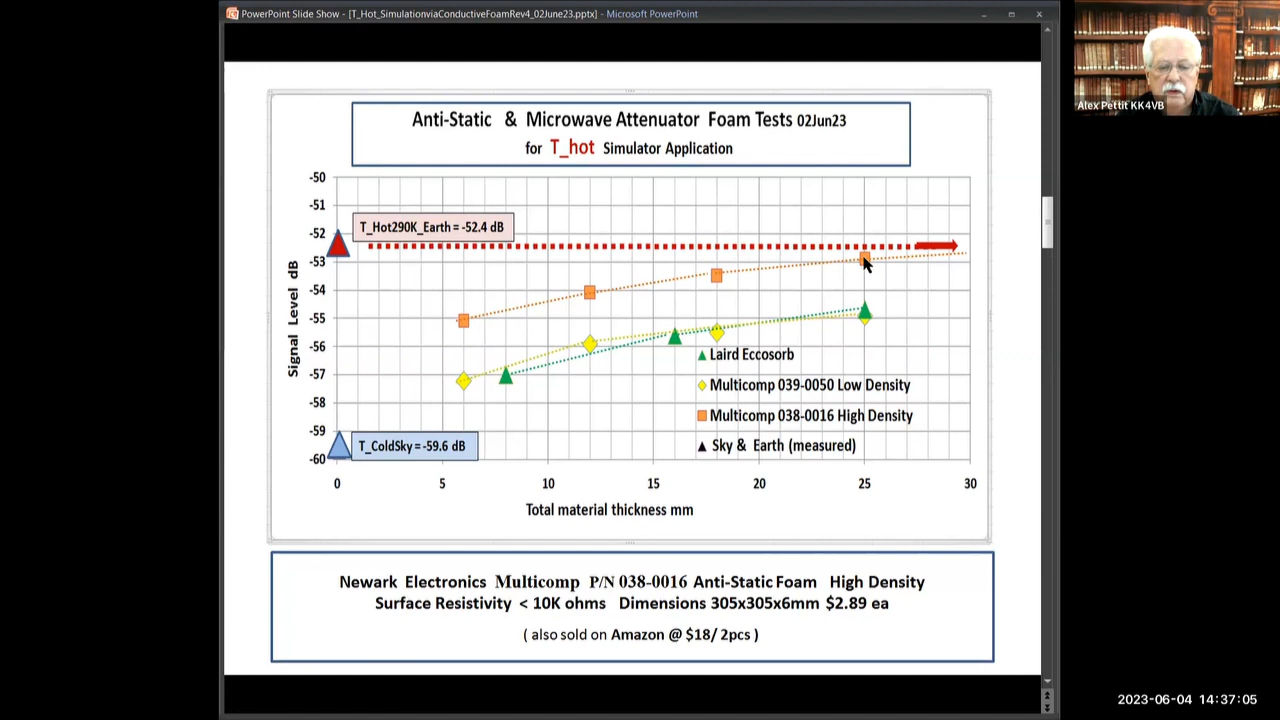 PowerPoint Slide Show - [T_Hot_SimulationviaConductiveFoamRev4_02June23.pptx] - Microsoft PowerPoint
Alex Pettit KK4VB
Anti-Static & Microwave Attenuator Foam Tests 02Jun23
for T_hot Simulator Application
-50
-51
-52
-53
-54
-55
-56
-57
-58
-59
-60
Signal Level dB
T_Hot290K_Earth = -52.4 dB
T_ColdSky = -59.6 dB
Laird Eccosorb
Multicomp 039-0050 Low Density
Multicomp 038-0016 High Density
Sky & Earth (measured)
0 5 10 15 20 25 30
Total material thickness mm
Newark Electronics Multicomp P/N 038-0016 Anti-Static Foam High Density
Surface Resistivity < 10K ohms Dimensions 305x305x6mm $2.89 ea
( also sold on Amazon @ $18/ 2pcs )
2023-06-04 14:37:05